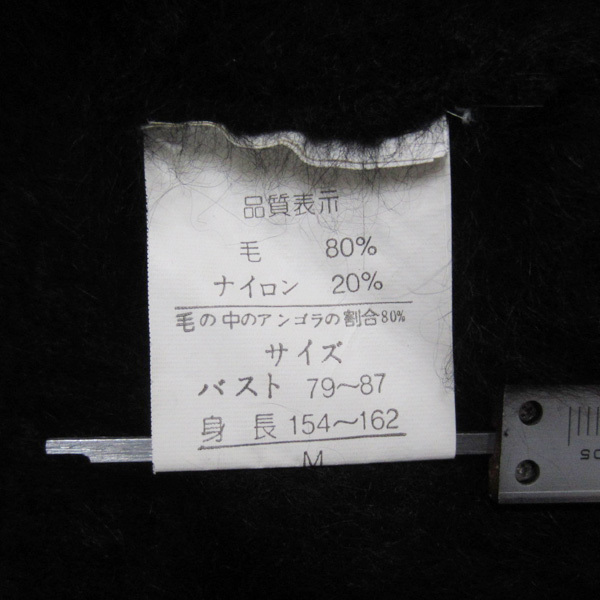 品質表示
毛 80%
ナイロン 20%
毛の中のアンゴラの割合80%
サイズ
バスト 79〜87
身長 154〜162
M
05